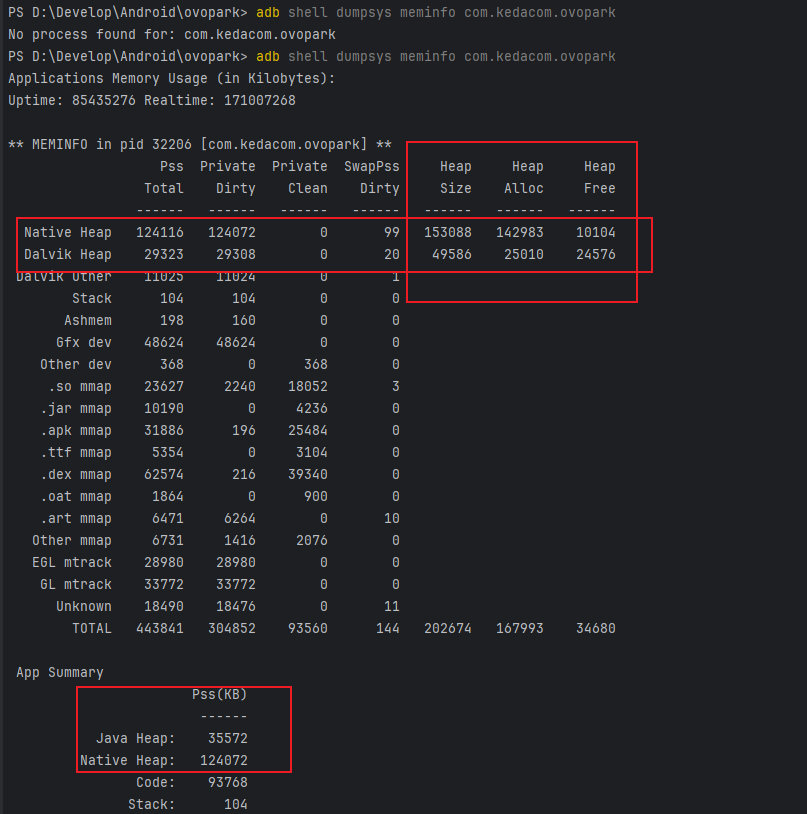 PS D:\Develop\Android\ovopark> adb shell dumpsys meminfo com.kedacom.ovopark
No process found for: com.kedacom.ovopark
PS D:\Develop\Android\ovopark> adb shell dumpsys meminfo com.kedacom.ovopark
Applications Memory Usage (in Kilobytes):
Uptime: 85435276 Realtime: 171007268
** MEMINFO in pid 32206 [com.kedacom.ovopark] **
Pss Private Private SwapPss Heap Heap Heap
Total Dirty Clean Dirty Size Alloc Free
------ ------ ------ ------ ------ ------ ------
Native Heap 124116 124072 0 99 153088 142983 10104
Dalvik Heap 29323 29308 0 20 49586 25010 24576
Dalvik Other 11025 11024 0 1
Stack 104 104 0 0
Ashmem 198 160 0 0
Gfx dev 48624 48624 0 0
Other dev 368 0 368 0
.so mmap 23627 2240 18052 3
.jar mmap 10190 0 4236 0
.apk mmap 31886 196 25484 0
.ttf mmap 5354 0 3104 0
.dex mmap 62574 216 39340 0
.oat mmap 1864 0 900 0
.art mmap 6471 6264 0 10
Other mmap 6731 1416 2076 0
EGL mtrack 28980 28980 0 0
GL mtrack 33772 33772 0 0
Unknown 18490 18476 0 11
TOTAL 443841 304852 93560 144 202674 167993 34680
App Summary
Pss(KB)
------
Java Heap: 35572
Native Heap: 124072
Code: 93768
Stack: 104